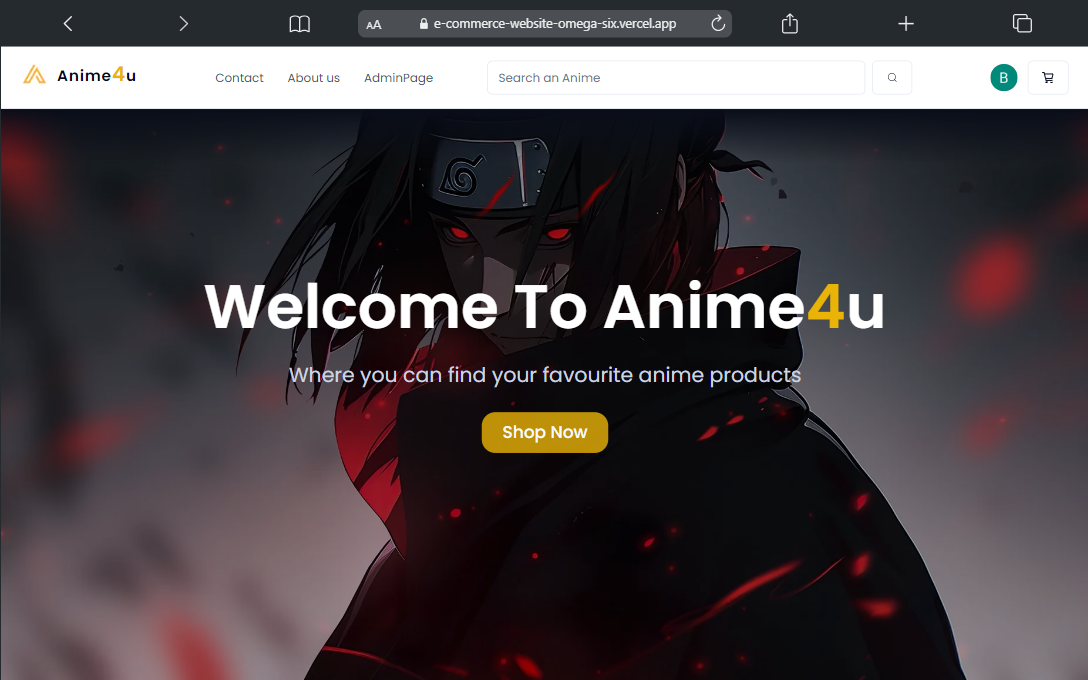 AA e-commerce-website-omega-six.vercel.app
Anime4u Contact About us AdminPage Search an Anime B
Welcome To Anime4u
Where you can find your favourite anime products
Shop Now